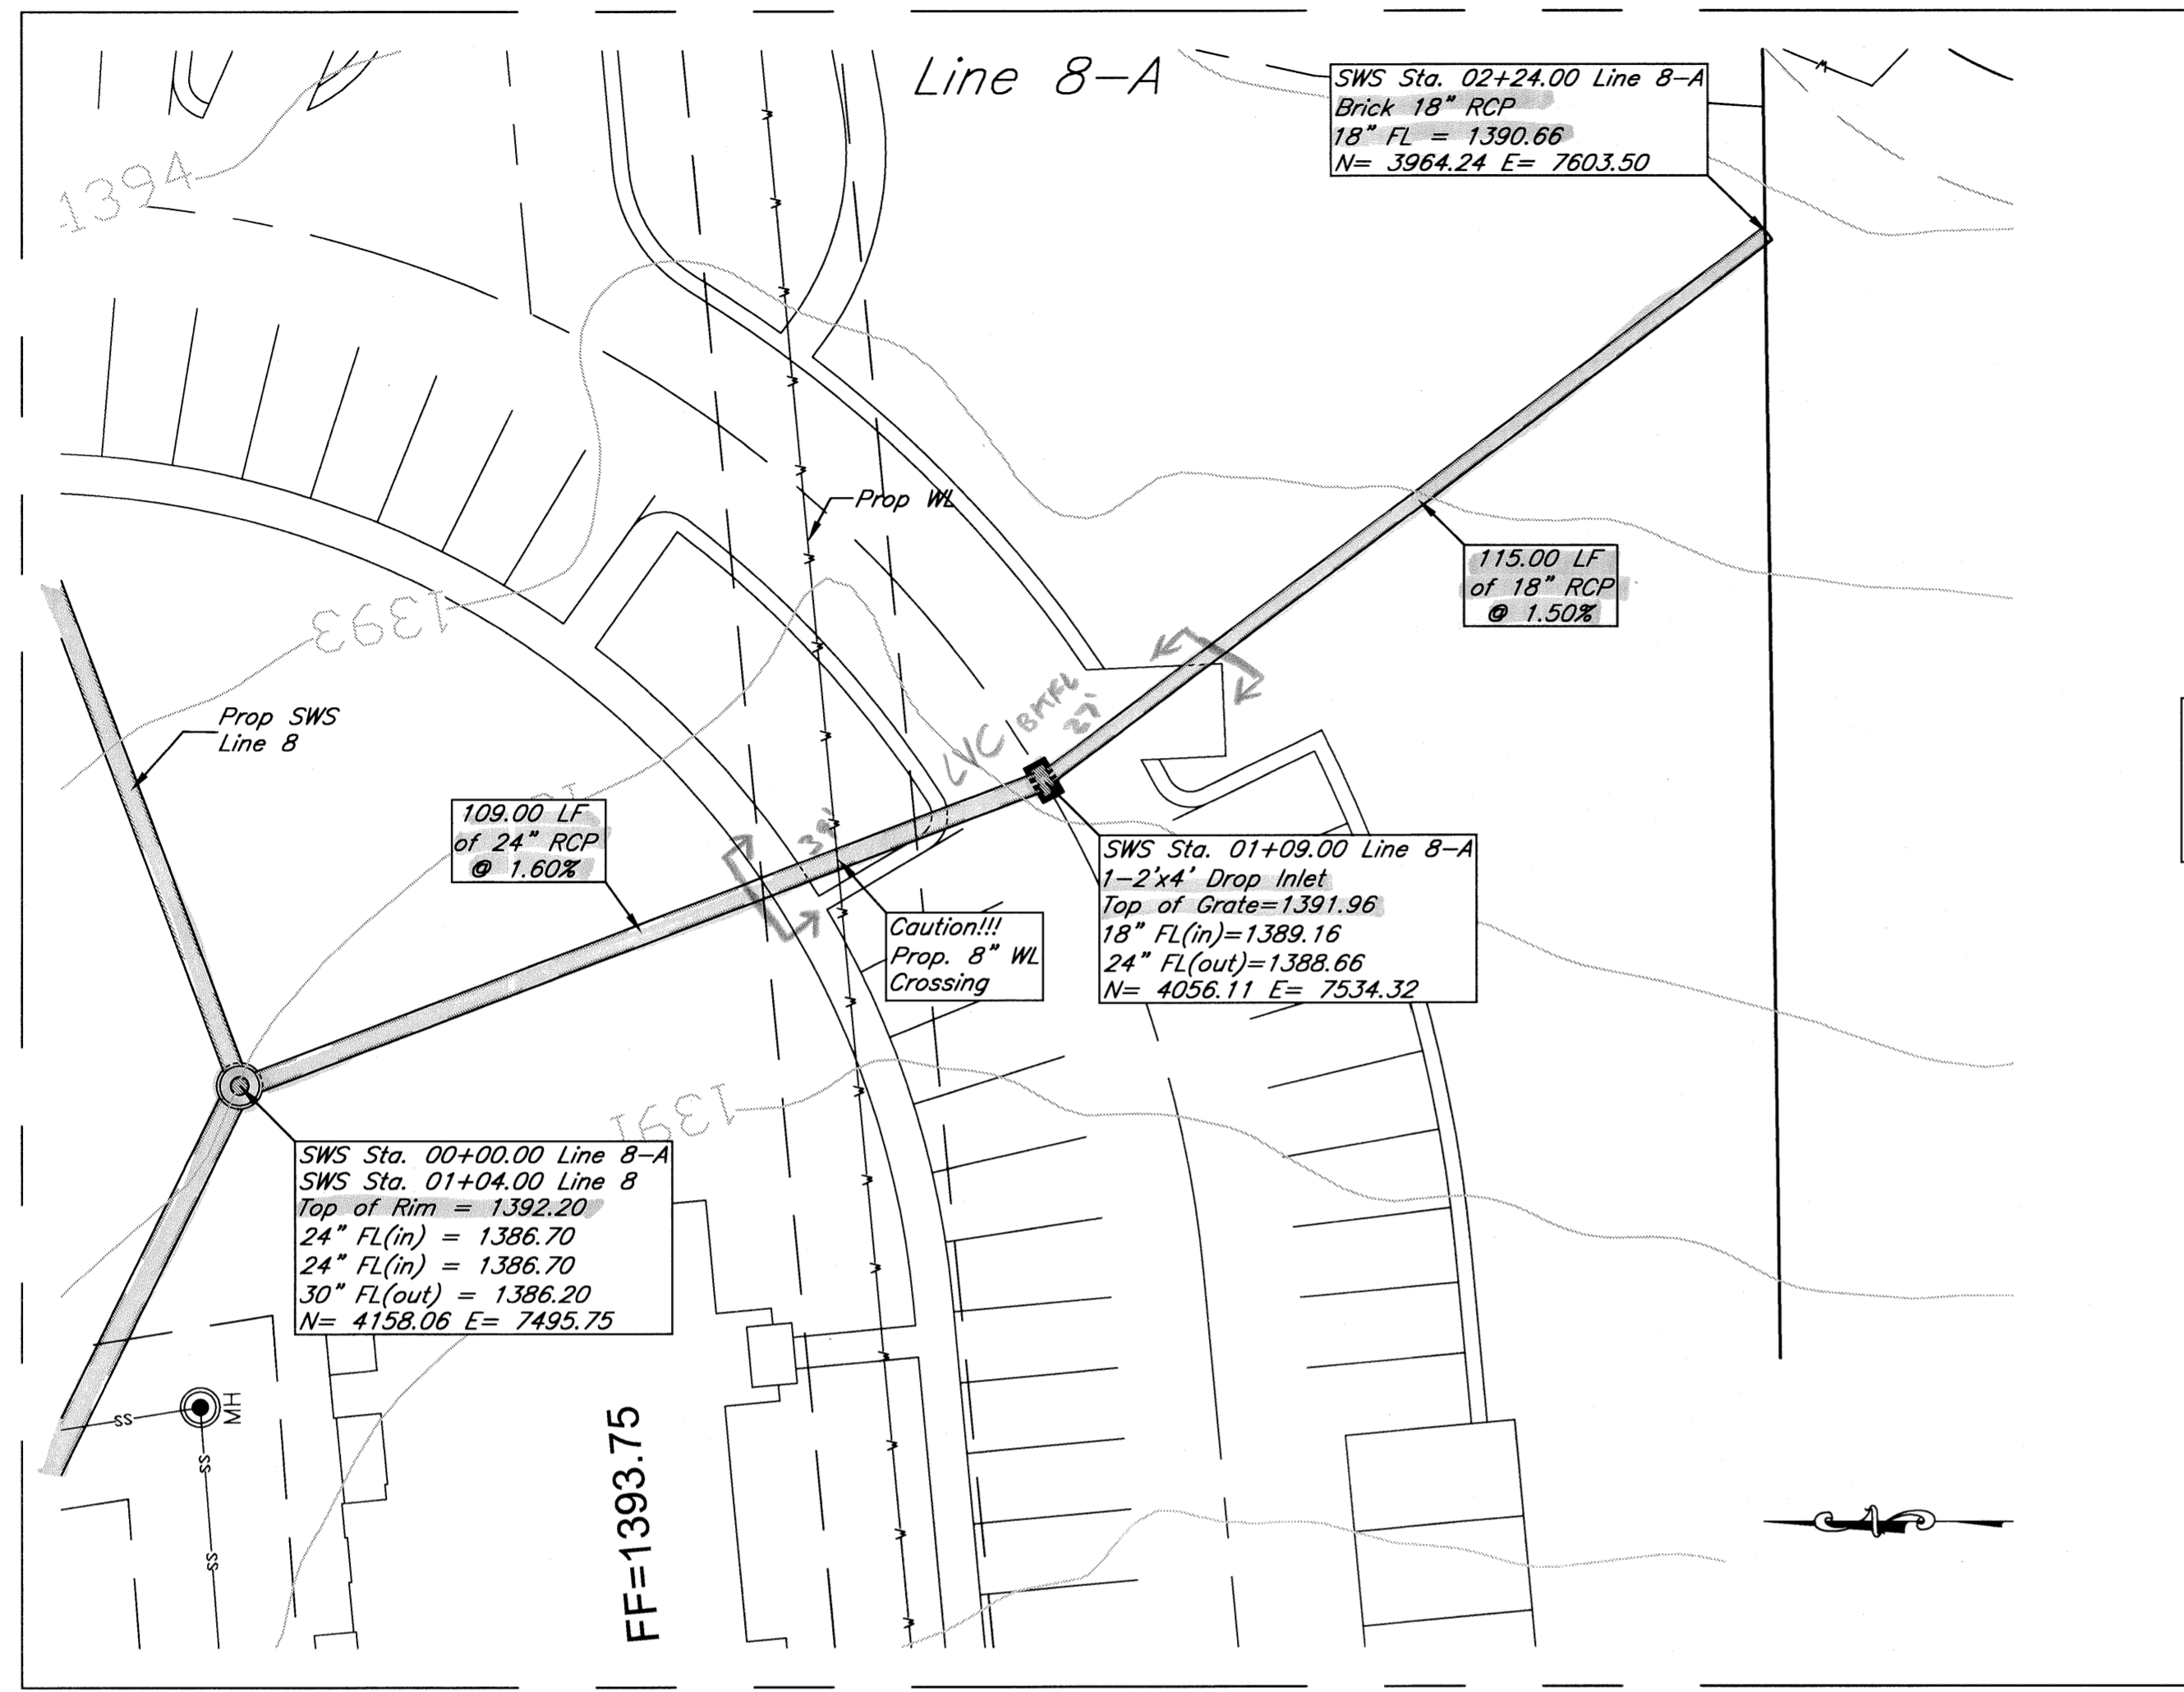 Line 8-A
SWS Sta. 02+24.00 Line 8-A
Brick 18" RCP
18" FL = 1390.66
N= 3964.24 E= 7603.50
1394
Prop WL
115.00 LF
of 18" RCP
@ 1.50%
1393
Prop SWS
Line 8
LVC
27'
39'
109.00 LF
of 24" RCP
@ 1.60%
SWS Sta. 01+09.00 Line 8-A
1-2'x4' Drop Inlet
Top of Grate=1391.96
18" FL(in)=1389.16
24" FL(out)=1388.66
N= 4056.11 E= 7534.32
Caution!!!
Prop. 8" WL
Crossing
1391
SWS Sta. 00+00.00 Line 8-A
SWS Sta. 01+04.00 Line 8
Top of Rim = 1392.20
24" FL(in) = 1386.70
24" FL(in) = 1386.70
30" FL(out) = 1386.20
N= 4158.06 E= 7495.75
MH
SS
SS
SS
FF=1393.75